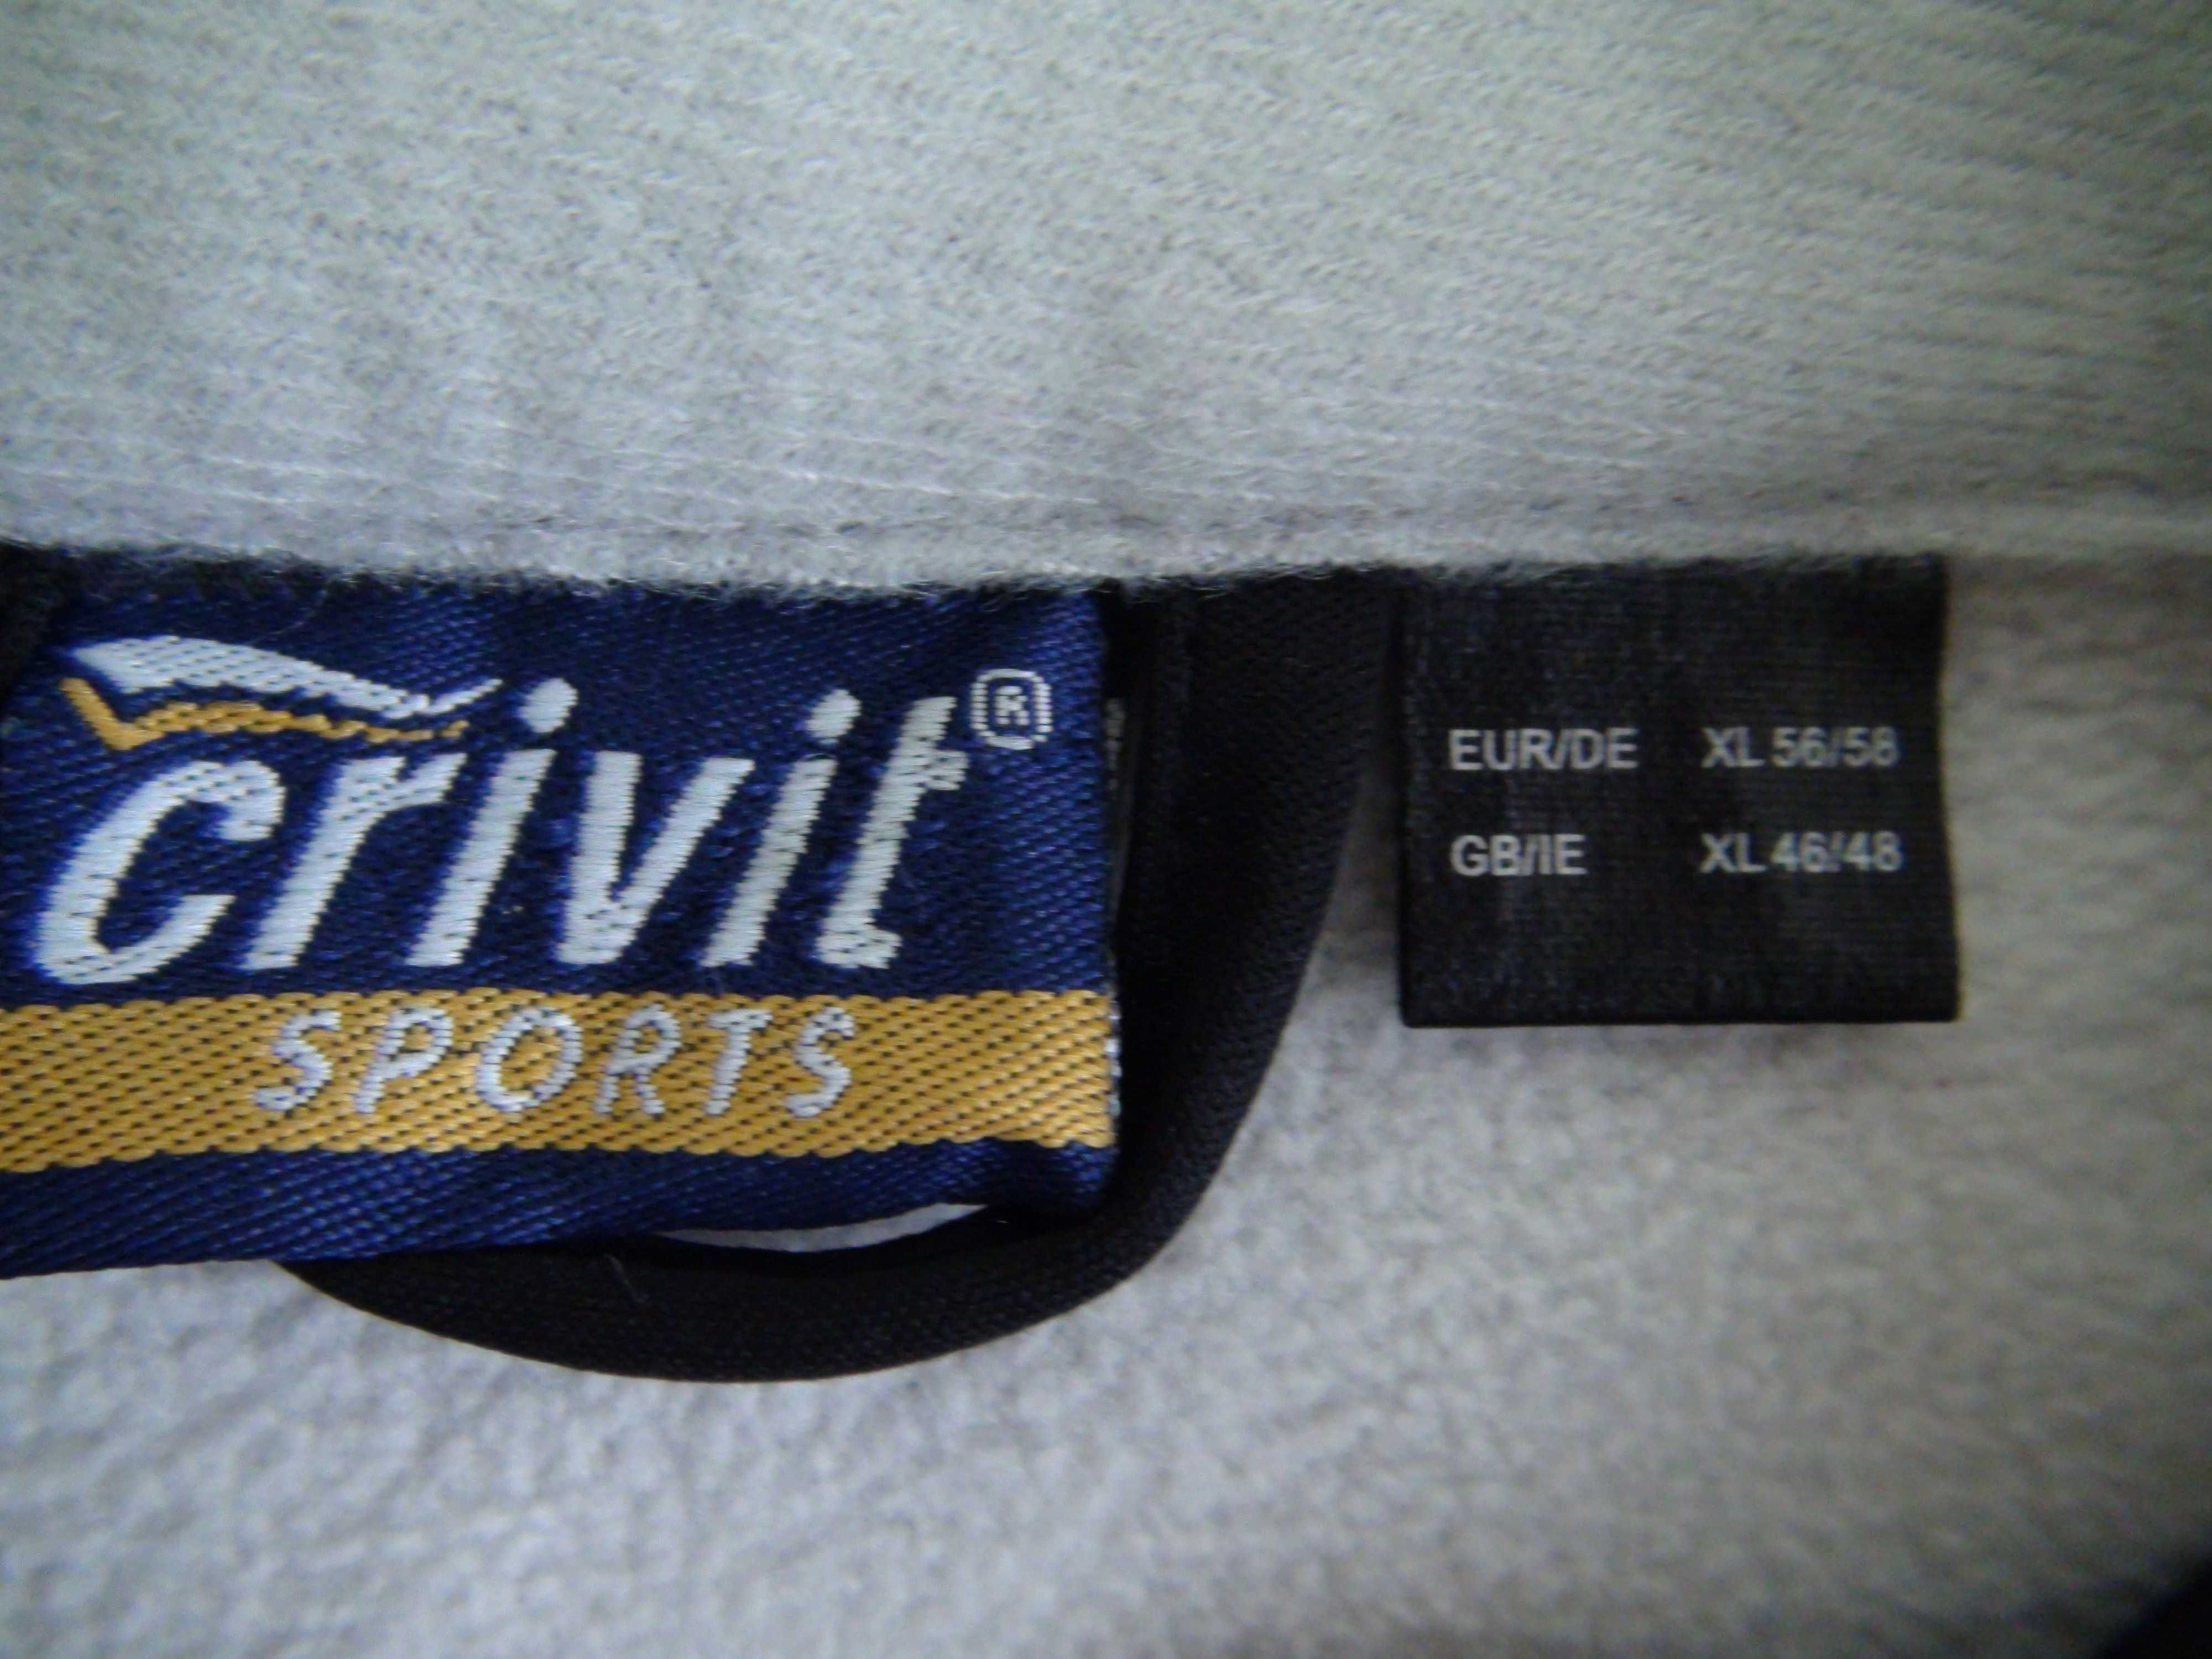 crivit®
SPORTS
EUR/DE XL 56/58
GB/IE XL 46/48